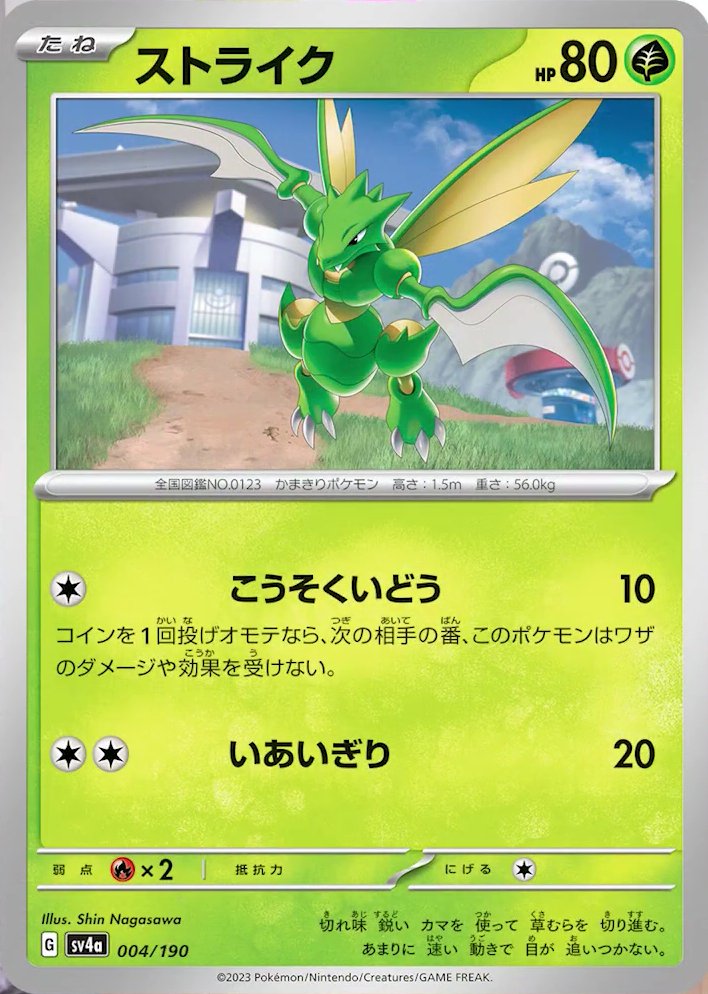 たね
ストライク
HP80
全国図鑑NO.0123 かまきりポケモン 高さ:1.5m 重さ:56.0kg
こうそくいどう 10
コインを1回投げオモテなら、次の相手の番、このポケモンはワザ
のダメージや効果を受けない。
いあいぎり 20
弱点 ×2 抵抗力 にげる
Illus. Shin Nagasawa
G sv4a 004/190
切れ味 鋭い カマを 使って 草むらを 切り進む。
あまりに 速い 動きで 目が 追いつかない。
©2023 Pokémon/Nintendo/Creatures/GAME FREAK.